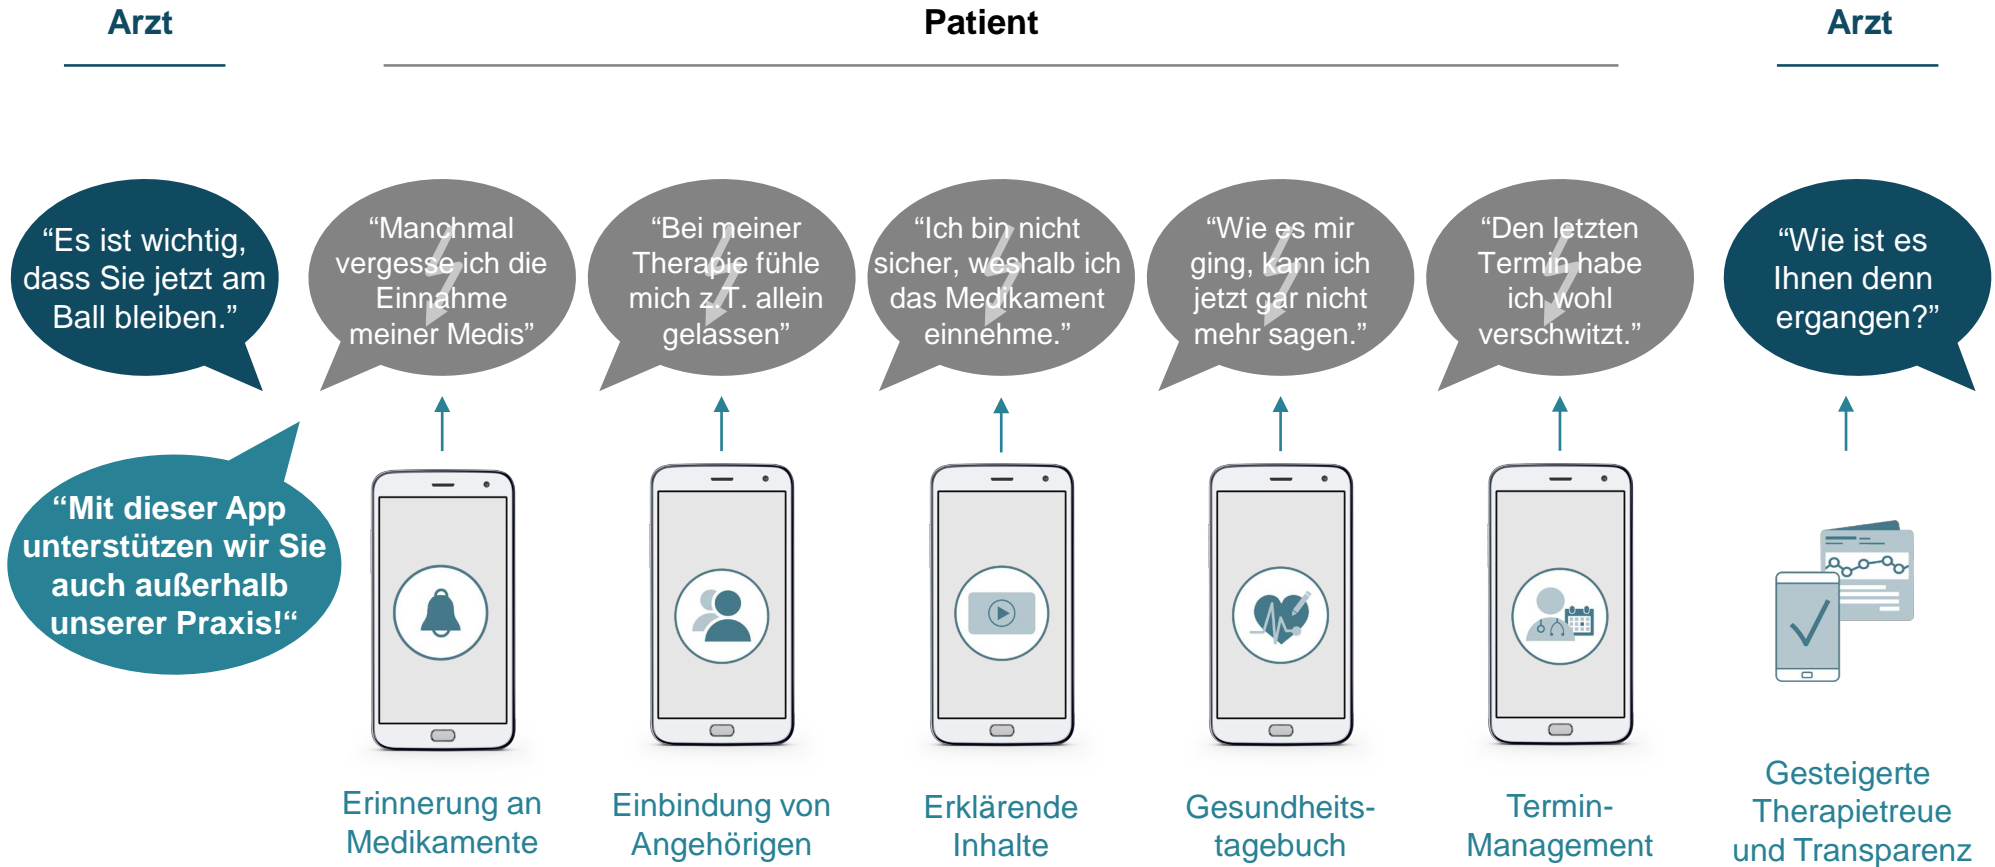 Arzt
Patient
Arzt
“Es ist wichtig,
dass Sie jetzt am
Ball bleiben.”
“Manchmal
vergesse ich die
Einnahme
meiner Medis”
“Bei meiner
Therapie fühle
mich z.T. allein
gelassen”
“Ich bin nicht
sicher, weshalb ich
das Medikament
einnehme.”
“Wie es mir
ging, kann ich
jetzt gar nicht
mehr sagen.”
“Den letzten
Termin habe
ich wohl
verschwitzt.”
“Wie ist es
Ihnen denn
ergangen?”
“Mit dieser App
unterstützen wir Sie
auch außerhalb
unserer Praxis!“
Erinnerung an
Medikamente
Einbindung von
Angehörigen
Erklärende
Inhalte
Gesundheits-
tagebuch
Termin-
Management
Gesteigerte
Therapietreue
und Transparenz